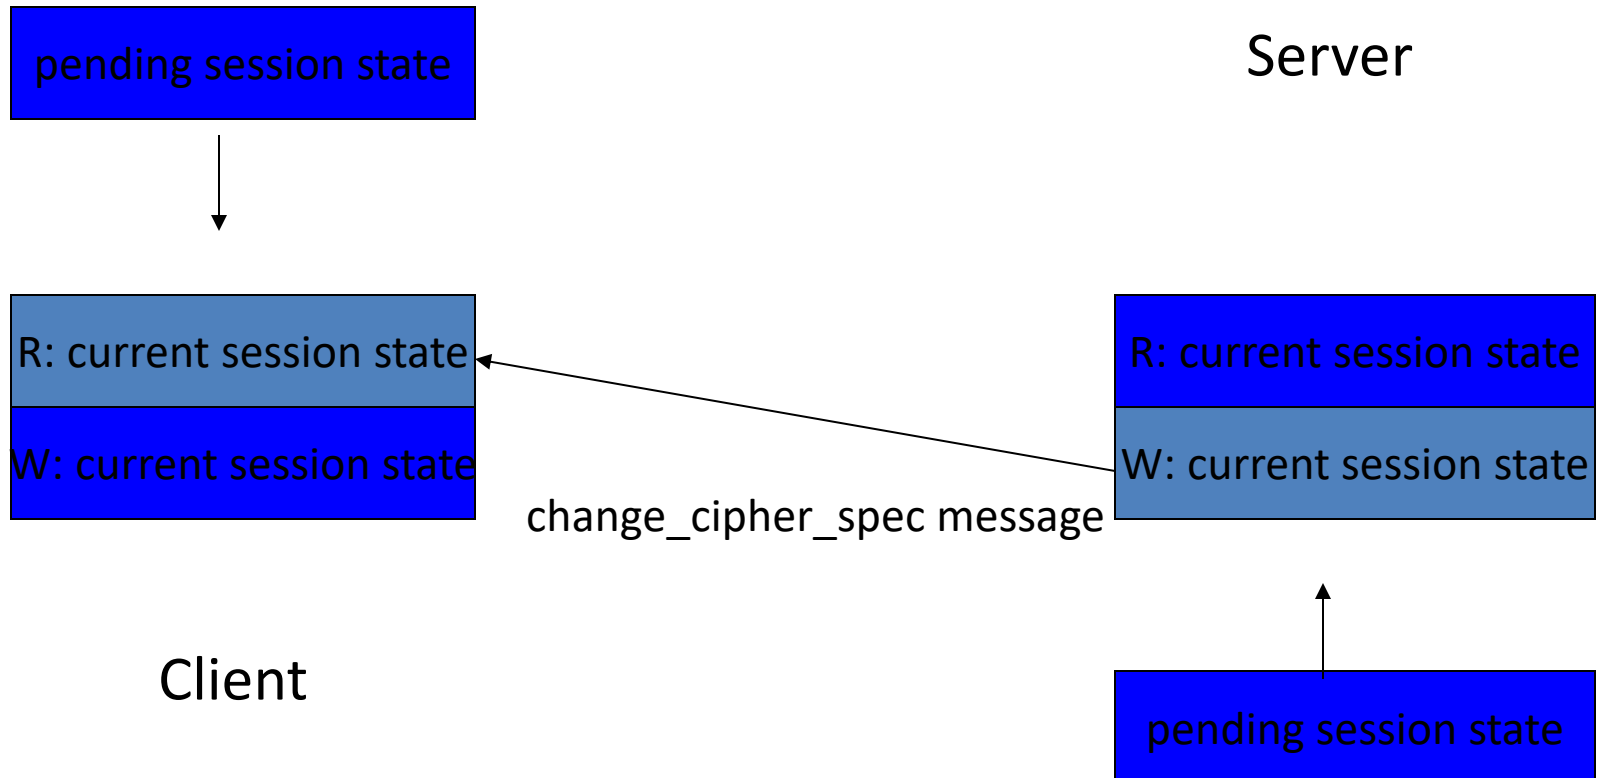 pending session state
Server
R: current session state
R: current session state
W: current session state
W: current session state
change_cipher_spec message
Client
pending session state